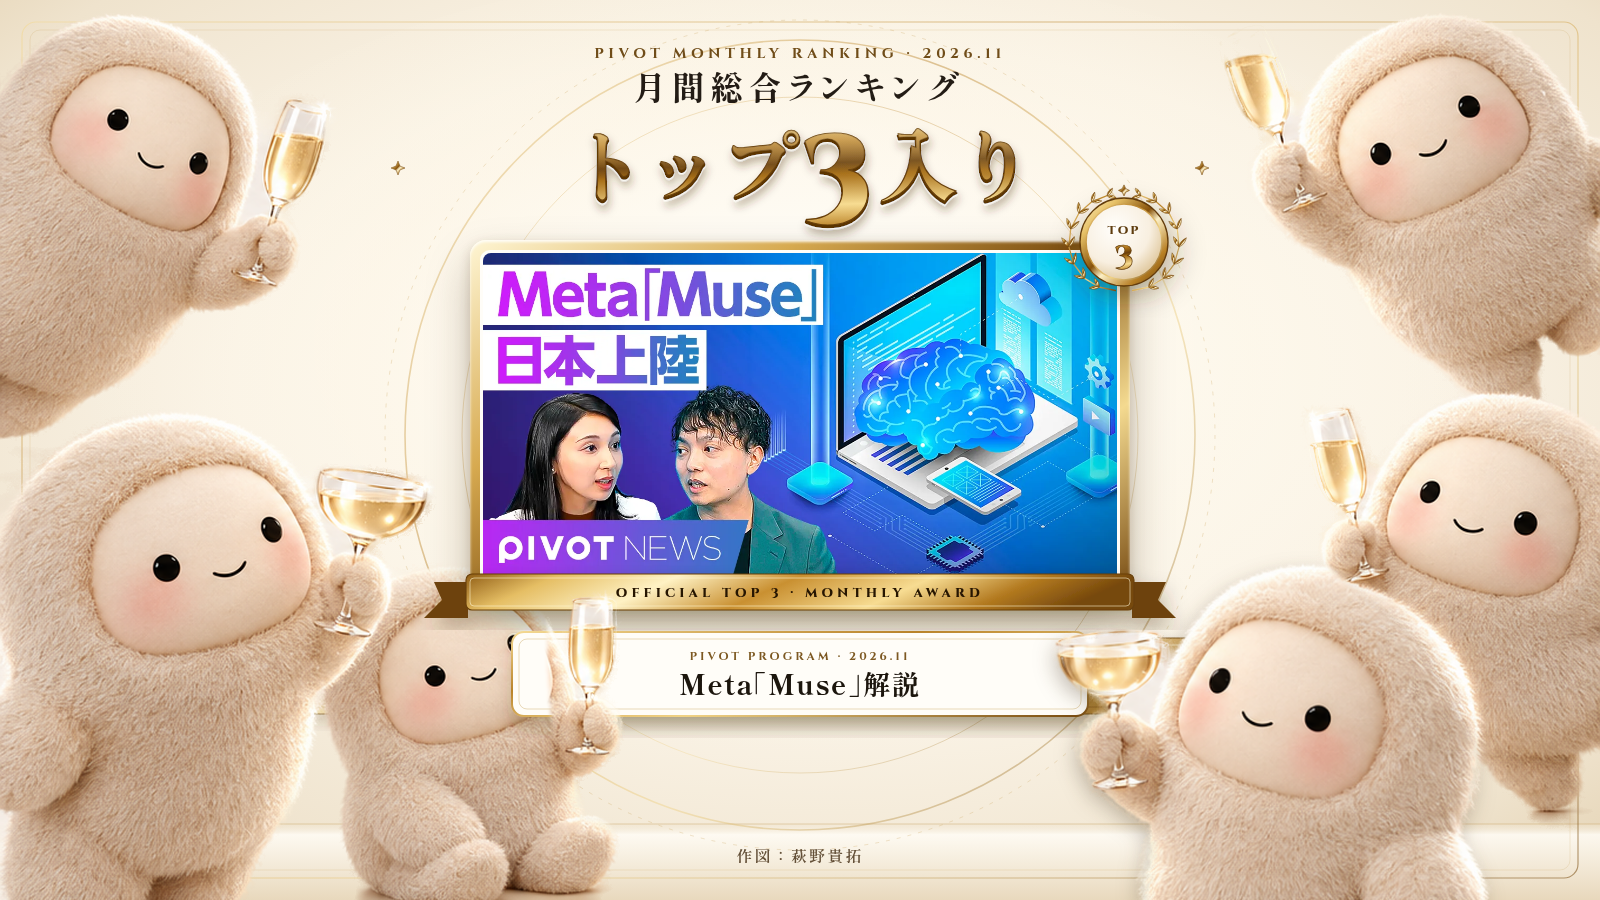 PIVOT MONTHLY RANKING · 2026.11
月間総合ランキング
トップ3入り
TOP
3
Meta「Muse」
日本上陸
PIVOT NEWS
OFFICIAL TOP 3 · MONTHLY AWARD
PIVOT PROGRAM · 2026.11
Meta「Muse」解説
作図：萩野貴拓